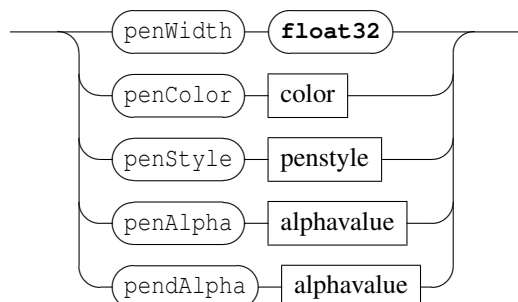 penWidth float32
penColor color
penStyle penstyle
penAlpha alphavalue
pendAlpha alphavalue